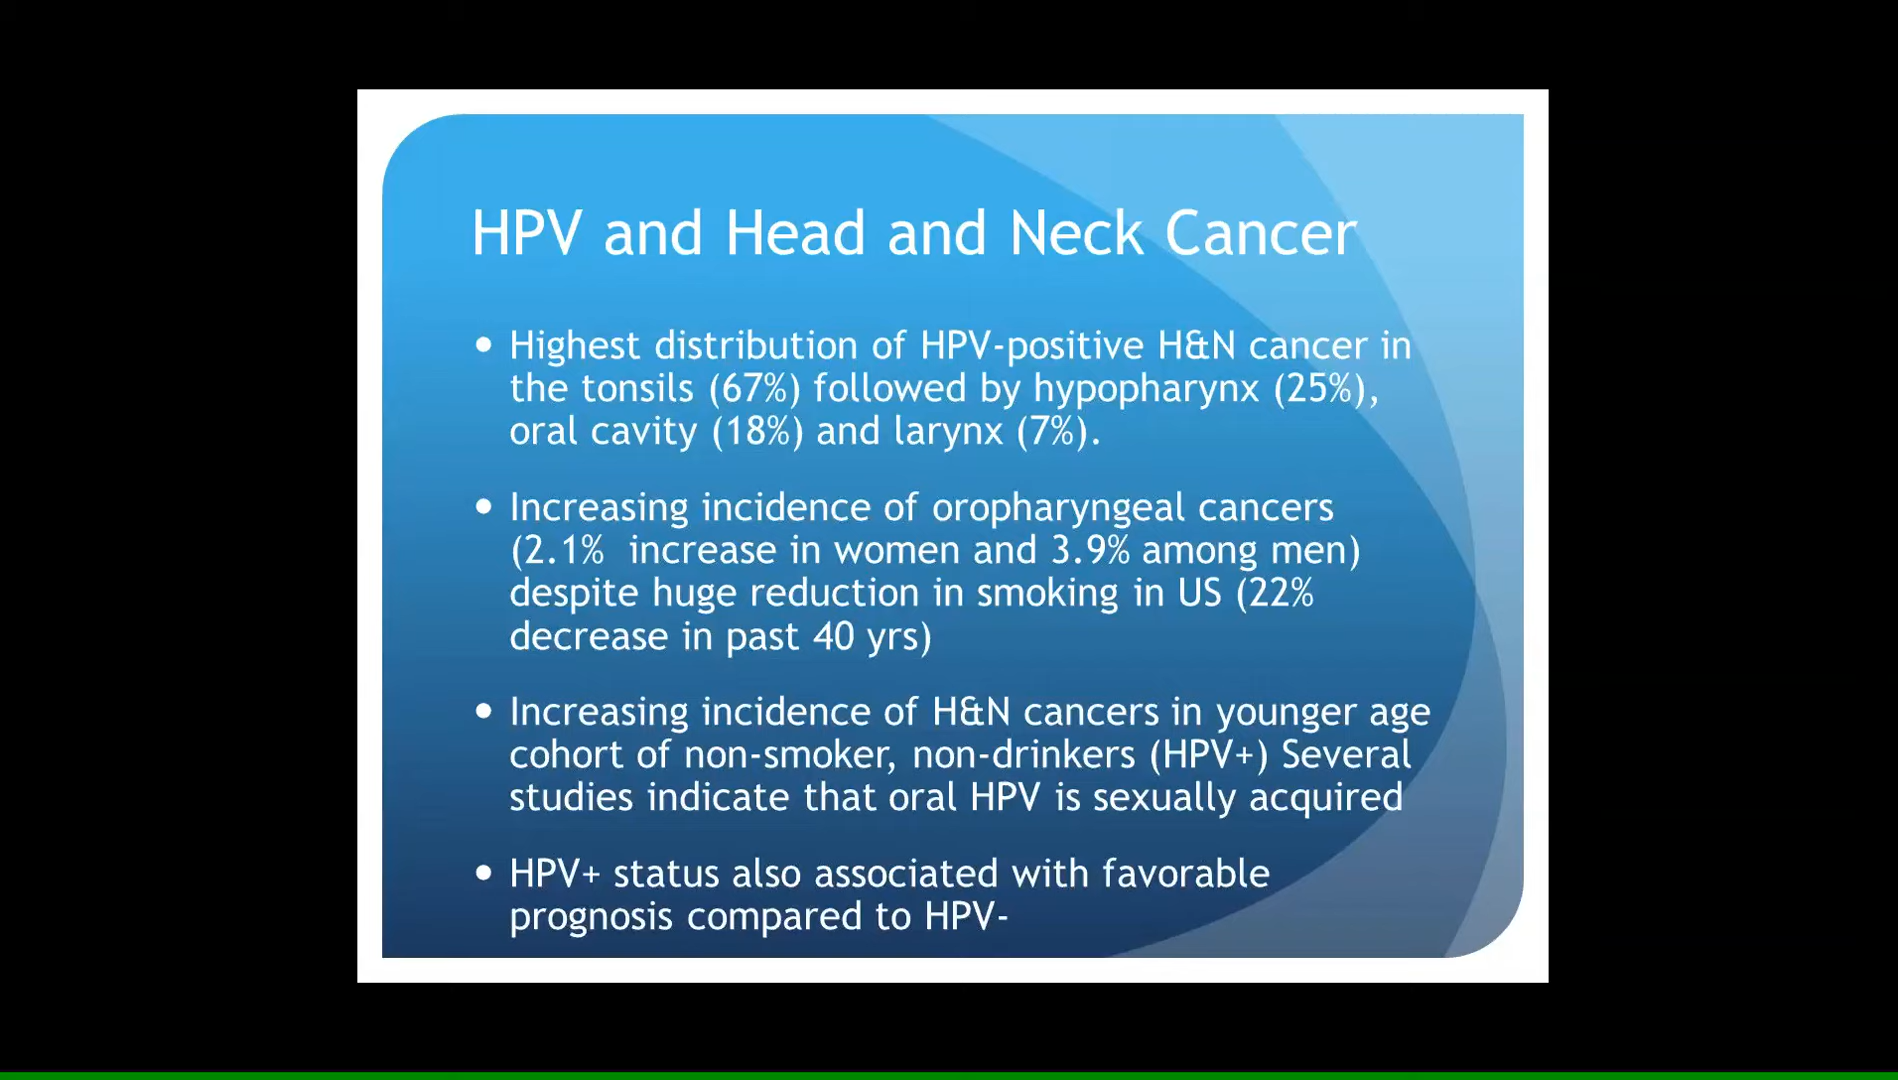 HPV and Head and Neck Cancer
• Highest distribution of HPV-positive H&N cancer in
the tonsils (67%) followed by hypopharynx (25%),
oral cavity (18%) and larynx (7%).
• Increasing incidence of oropharyngeal cancers
(2.1%  increase in women and 3.9% among men)
despite huge reduction in smoking in US (22%
decrease in past 40 yrs)
• Increasing incidence of H&N cancers in younger age
cohort of non-smoker, non-drinkers (HPV+) Several
studies indicate that oral HPV is sexually acquired
• HPV+ status also associated with favorable
prognosis compared to HPV-